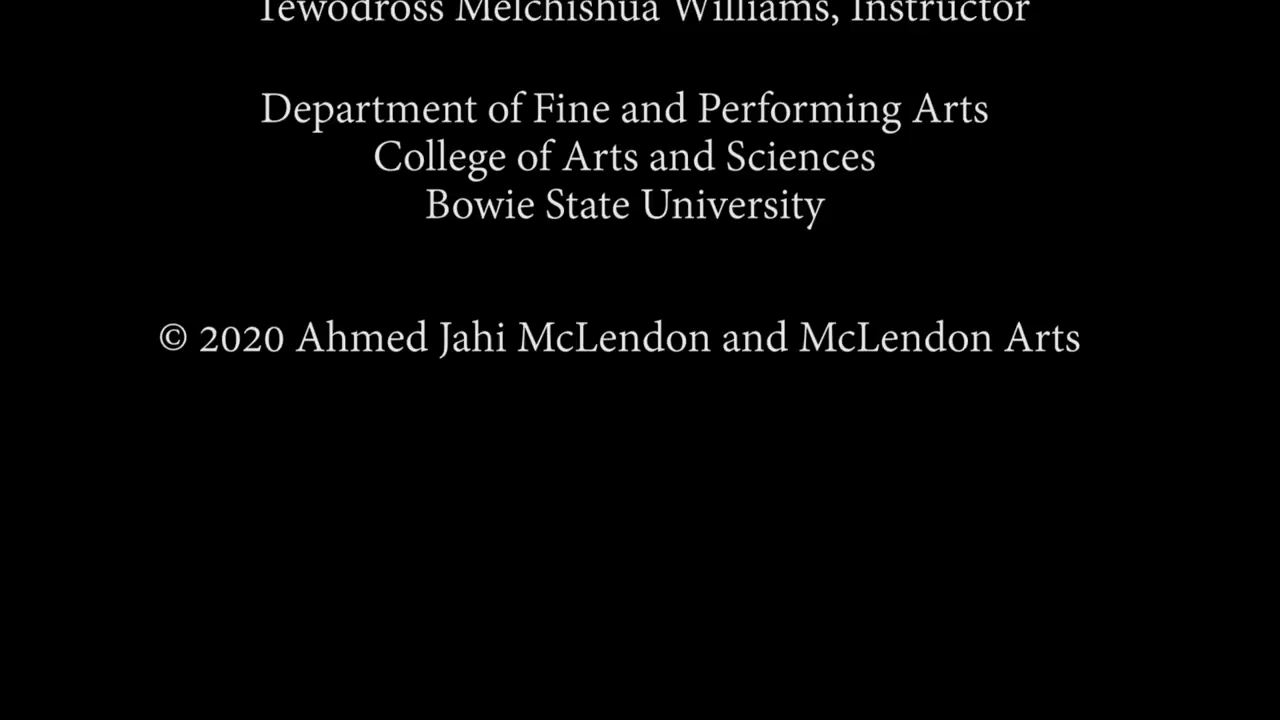 Tewodross Melchishua Williams, Instructor
Department of Fine and Performing Arts
College of Arts and Sciences
Bowie State University
© 2020 Ahmed Jahi McLendon and McLendon Arts